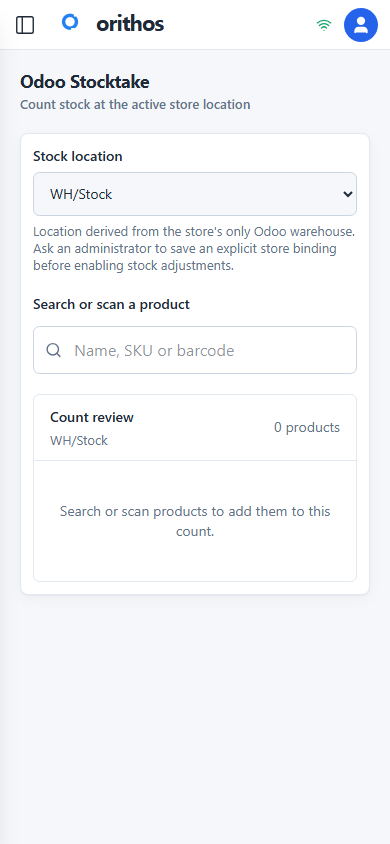 orithos
Odoo Stocktake
Count stock at the active store location
Stock location
WH/Stock
Location derived from the store's only Odoo warehouse.
Ask an administrator to save an explicit store binding
before enabling stock adjustments.
Search or scan a product
Name, SKU or barcode
Count review
0 products
WH/Stock
Search or scan products to add them to this
count.